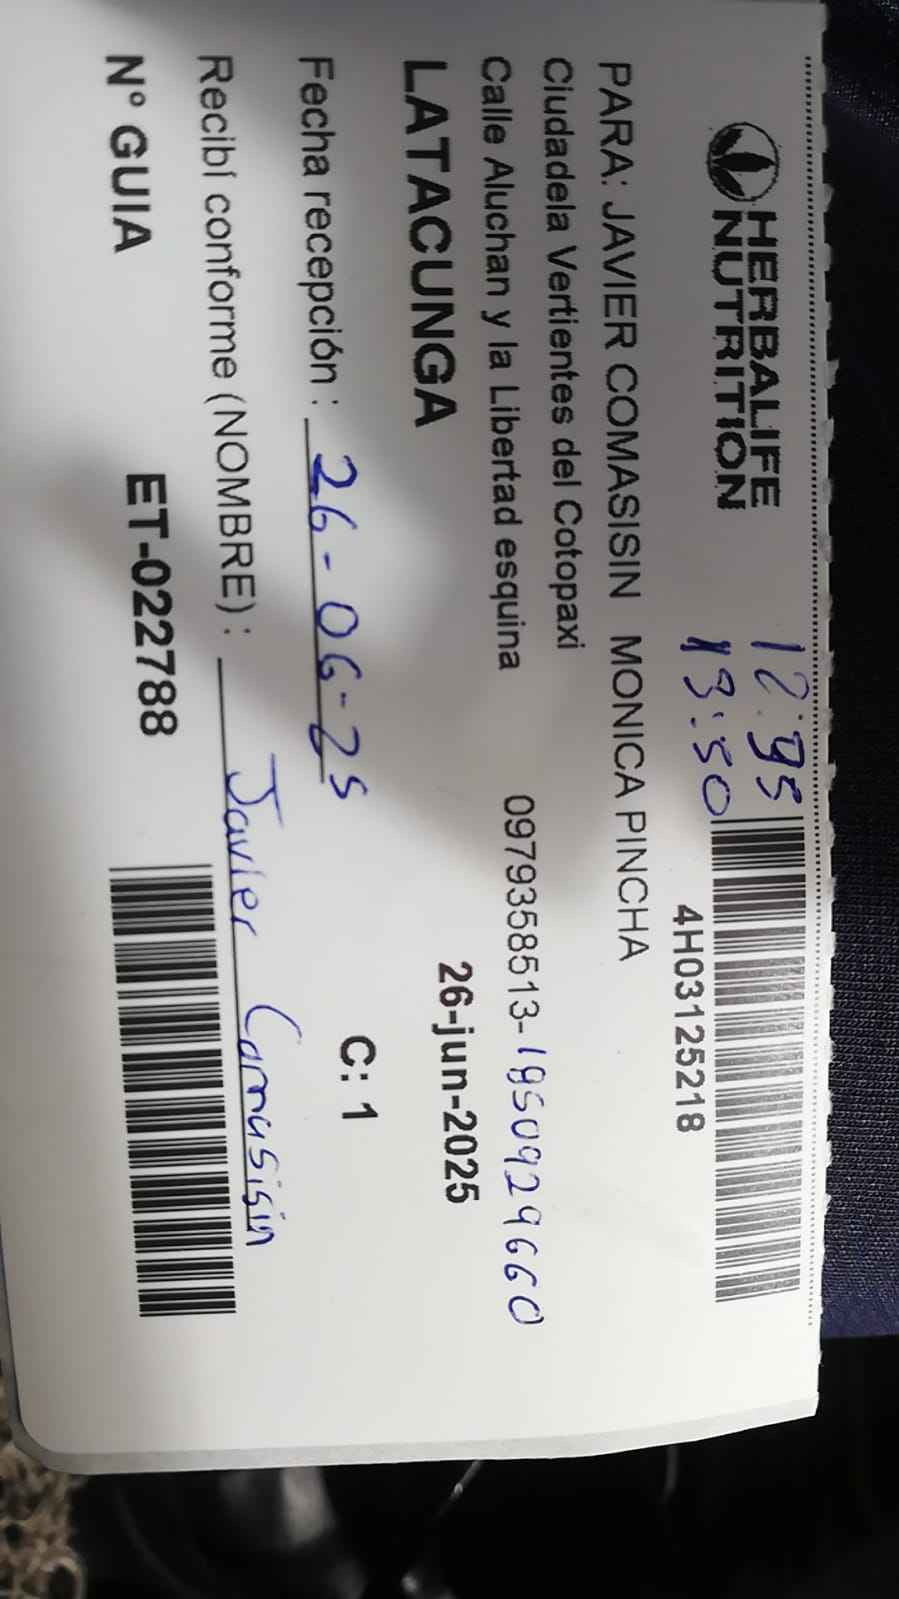 HERBALIFE
NUTRITION
12:95
13:50
4H03125218
PARA: JAVIER COMASISIN MONICA PINCHA
Ciudadela Vertientes del Cotopaxi
Calle Aluchan y la Libertad esquina 0979358513-1850929660
LATACUNGA 26-jun-2025
Fecha recepción : 26-06-25 C: 1
Recibí conforme (NOMBRE) : Javier Comasisin
N° GUIA ET-022788